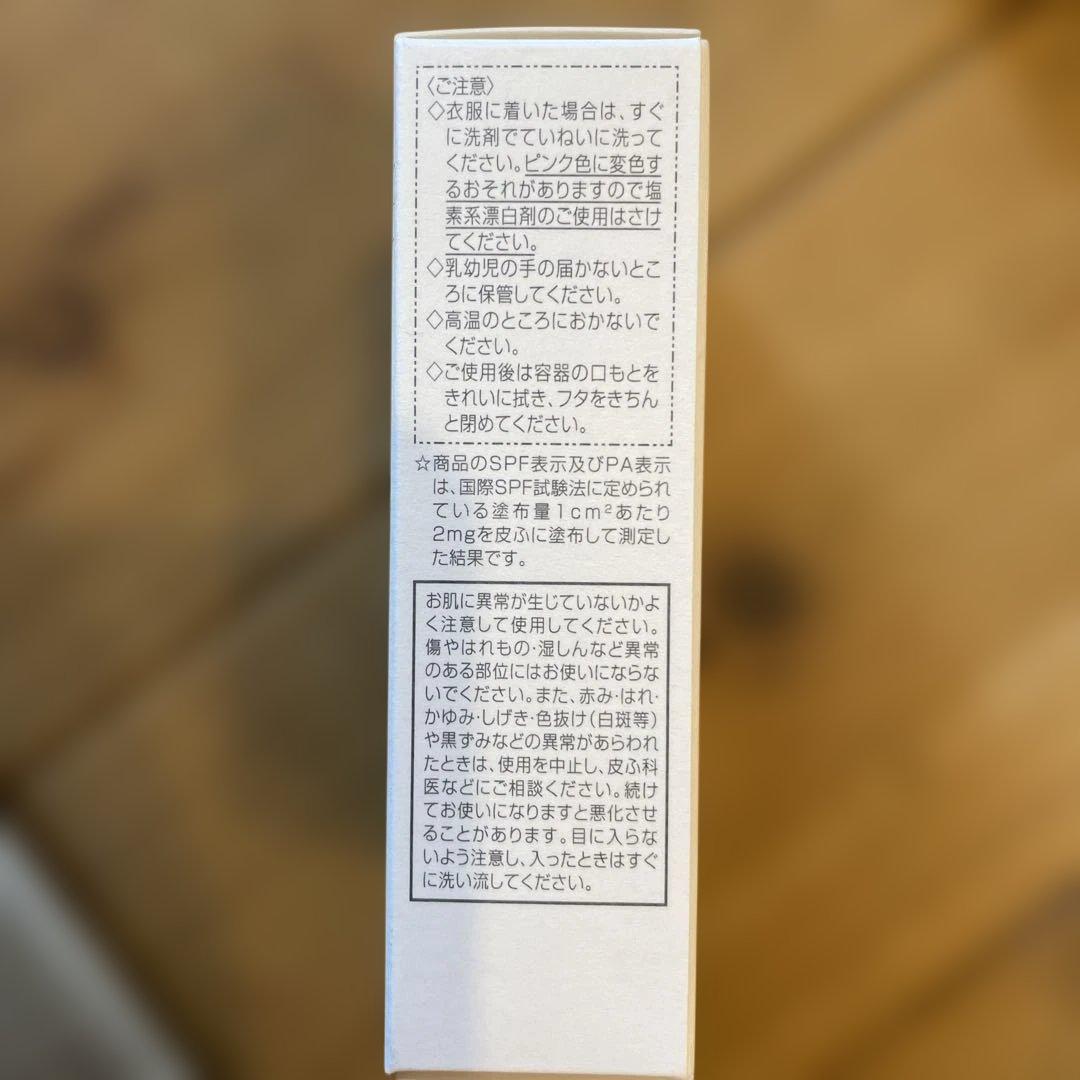 〈ご注意〉
◇衣服に着いた場合は、すぐ
に洗剤でていねいに洗って
ください。ピンク色に変色す
るおそれがありますので塩
素系漂白剤のご使用はさけ
てください。
◇乳幼児の手の届かないとこ
ろに保管してください。
◇高温のところにおかないで
ください。
◇ご使用後は容器の口もとを
きれいに拭き、フタをきちん
と閉めてください。
☆商品のSPF表示及びPA表示
は、国際SPF試験法に定められ
ている塗布量1cm²あたり
2mgを皮ふに塗布して測定し
た結果です。
お肌に異常が生じていないかよ
く注意して使用してください。
傷やはれもの・湿しんなど異常
のある部位にはお使いにならな
いでください。また、赤み・はれ・
かゆみ・しげき・色抜け(白斑等)
や黒ずみなどの異常があらわれ
たときは、使用を中止し、皮ふ科
医などにご相談ください。続け
てお使いになりますと悪化させ
ることがあります。目に入らな
いよう注意し、入ったときはすぐ
に洗い流してください。